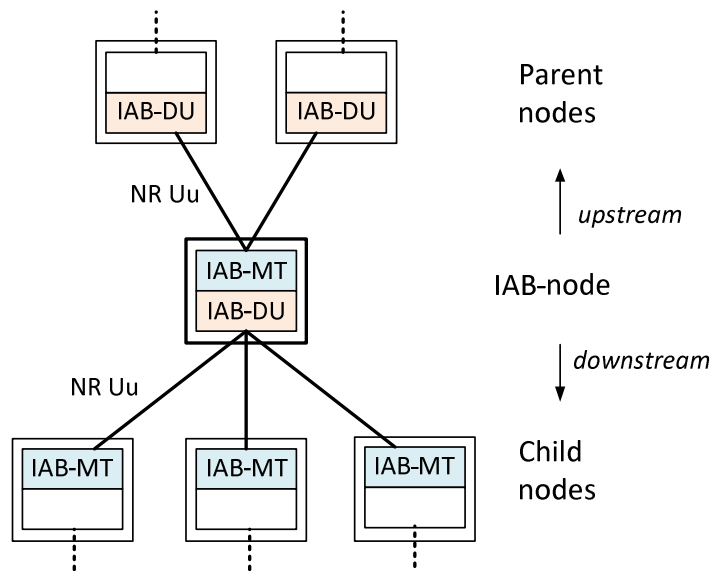 IAB-DU
IAB-DU
Parent
nodes
NR Uu
upstream
IAB-MT
IAB-DU
IAB-node
NR Uu
downstream
IAB-MT
IAB-MT
IAB-MT
Child
nodes